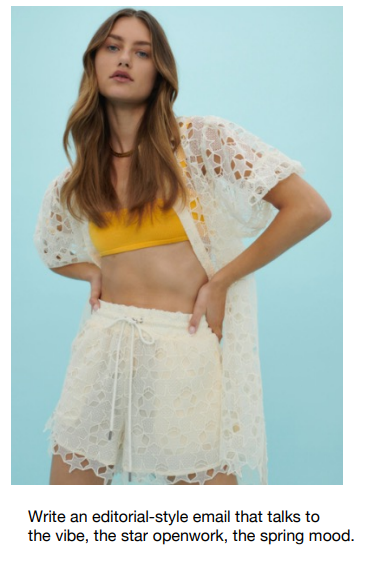 Write an editorial-style email that talks to
the vibe, the star openwork, the spring mood.